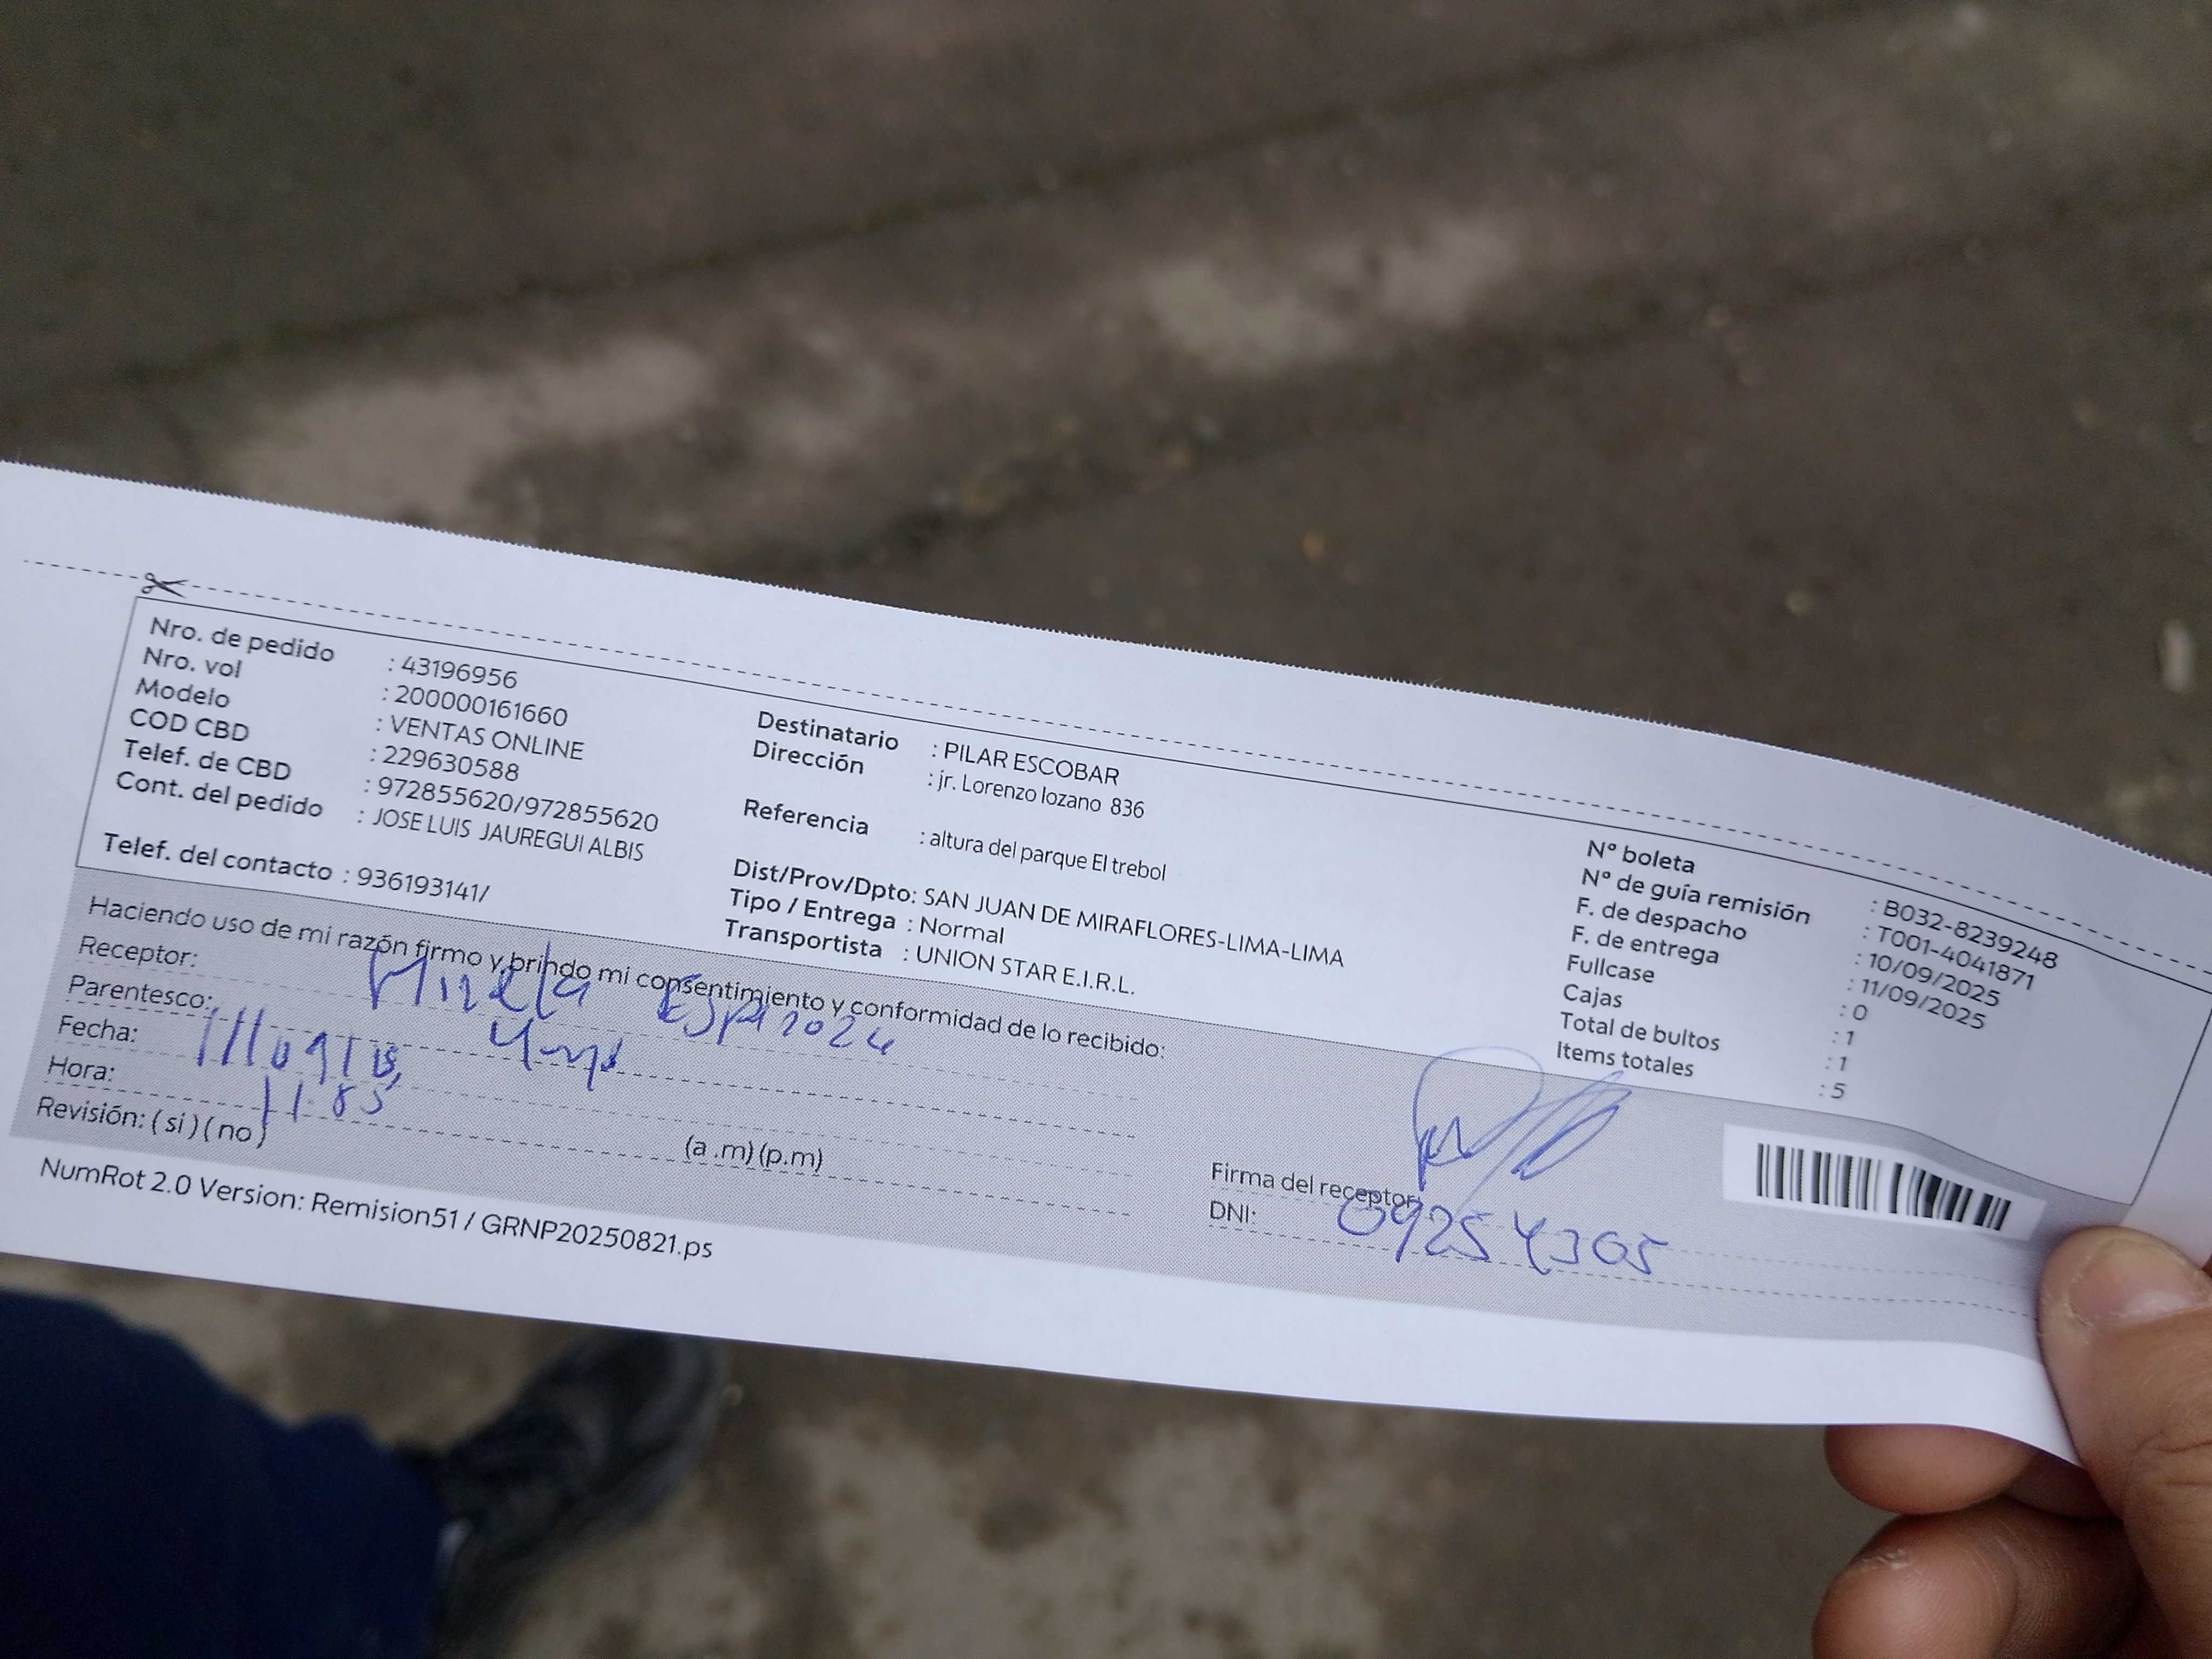 Nro. de pedido : 43196956
Nro. vol : 200000161660
Modelo : VENTAS ONLINE
COD CBD : 229630588
Telef. de CBD : 972855620/972855620
Cont. del pedido : JOSE LUIS JAUREGUI ALBIS
Telef. del contacto : 936193141/
Destinatario : PILAR ESCOBAR
Dirección : jr. Lorenzo lozano 836
Referencia : altura del parque El trebol
Dist/Prov/Dpto: SAN JUAN DE MIRAFLORES-LIMA-LIMA
Tipo / Entrega : Normal
Transportista : UNION STAR E.I.R.L.
N° boleta : B032-8239248
N° de guía remisión : T001-4041871
F. de despacho : 10/09/2025
F. de entrega : 11/09/2025
Fullcase : 0
Cajas : 1
Total de bultos : 1
Items totales : 5
Haciendo uso de mi razón firmo y brindo mi consentimiento y conformidad de lo recibido:
Receptor:
Parentesco:
Fecha:
Hora: (a .m) (p.m)
Revisión: ( si ) ( no )
Firma del receptor:
DNI: 09254305
NumRot 2.0 Version: Remision51 / GRNP20250821.ps